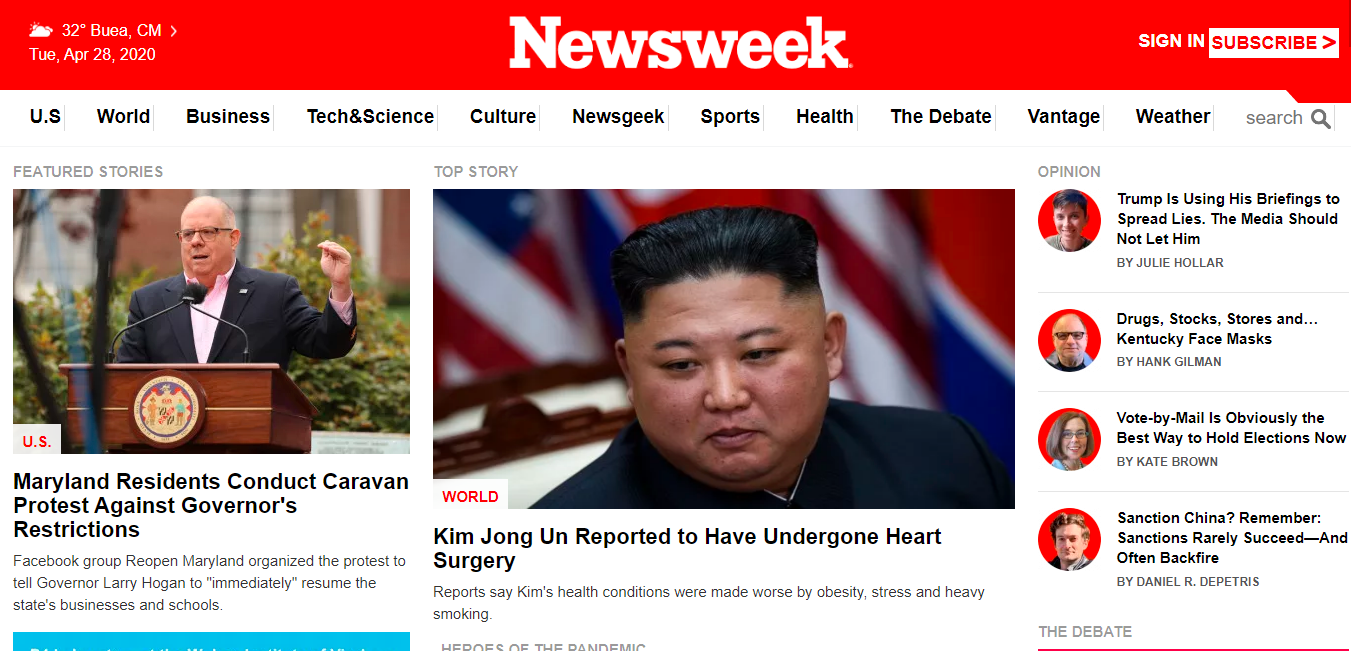 32° Buea, CM
Tue, Apr 28, 2020
Newsweek
SIGN IN
SUBSCRIBE >
U.S
World
Business
Tech&Science
Culture
Newsgeek
Sports
Health
The Debate
Vantage
Weather
search
FEATURED STORIES
U.S.
Maryland Residents Conduct Caravan
Protest Against Governor's
Restrictions
Facebook group Reopen Maryland organized the protest to
tell Governor Larry Hogan to "immediately" resume the
state's businesses and schools.
TOP STORY
WORLD
Kim Jong Un Reported to Have Undergone Heart
Surgery
Reports say Kim's health conditions were made worse by obesity, stress and heavy
smoking.
HEROES OF THE PANDEMIC
OPINION
Trump Is Using His Briefings to
Spread Lies. The Media Should
Not Let Him
BY JULIE HOLLAR
Drugs, Stocks, Stores and…
Kentucky Face Masks
BY HANK GILMAN
Vote-by-Mail Is Obviously the
Best Way to Hold Elections Now
BY KATE BROWN
Sanction China? Remember:
Sanctions Rarely Succeed—And
Often Backfire
BY DANIEL R. DEPETRIS
THE DEBATE